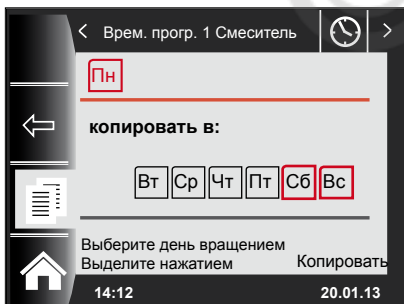 < Врем. прогр. 1 Смеситель >
Пн
копировать в:
Вт Ср Чт Пт Сб Вс
Выберите день вращением
Выделите нажатием Копировать
14:12 20.01.13